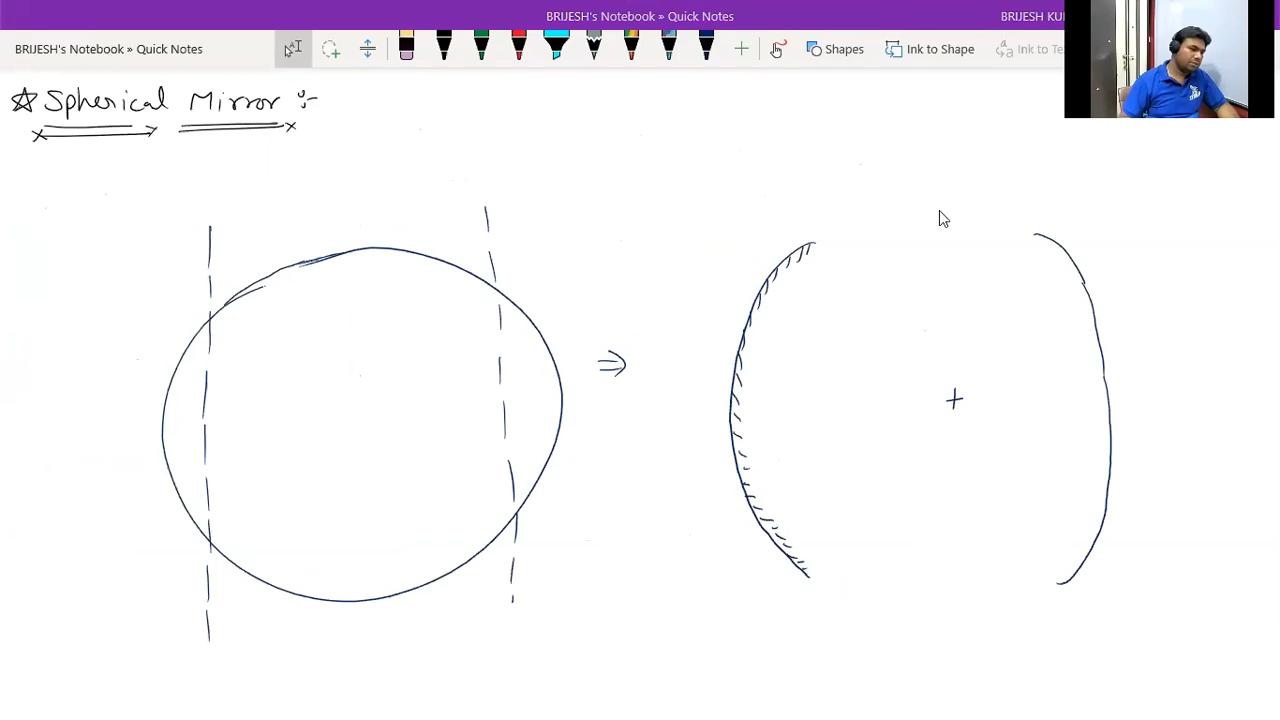 BRIJESH's Notebook » Quick Notes
BRIJESH KU
BRIJESH's Notebook » Quick Notes
Shapes
Ink to Shape
Ink to Te
☆ Spherical Mirror :-
⇒
+